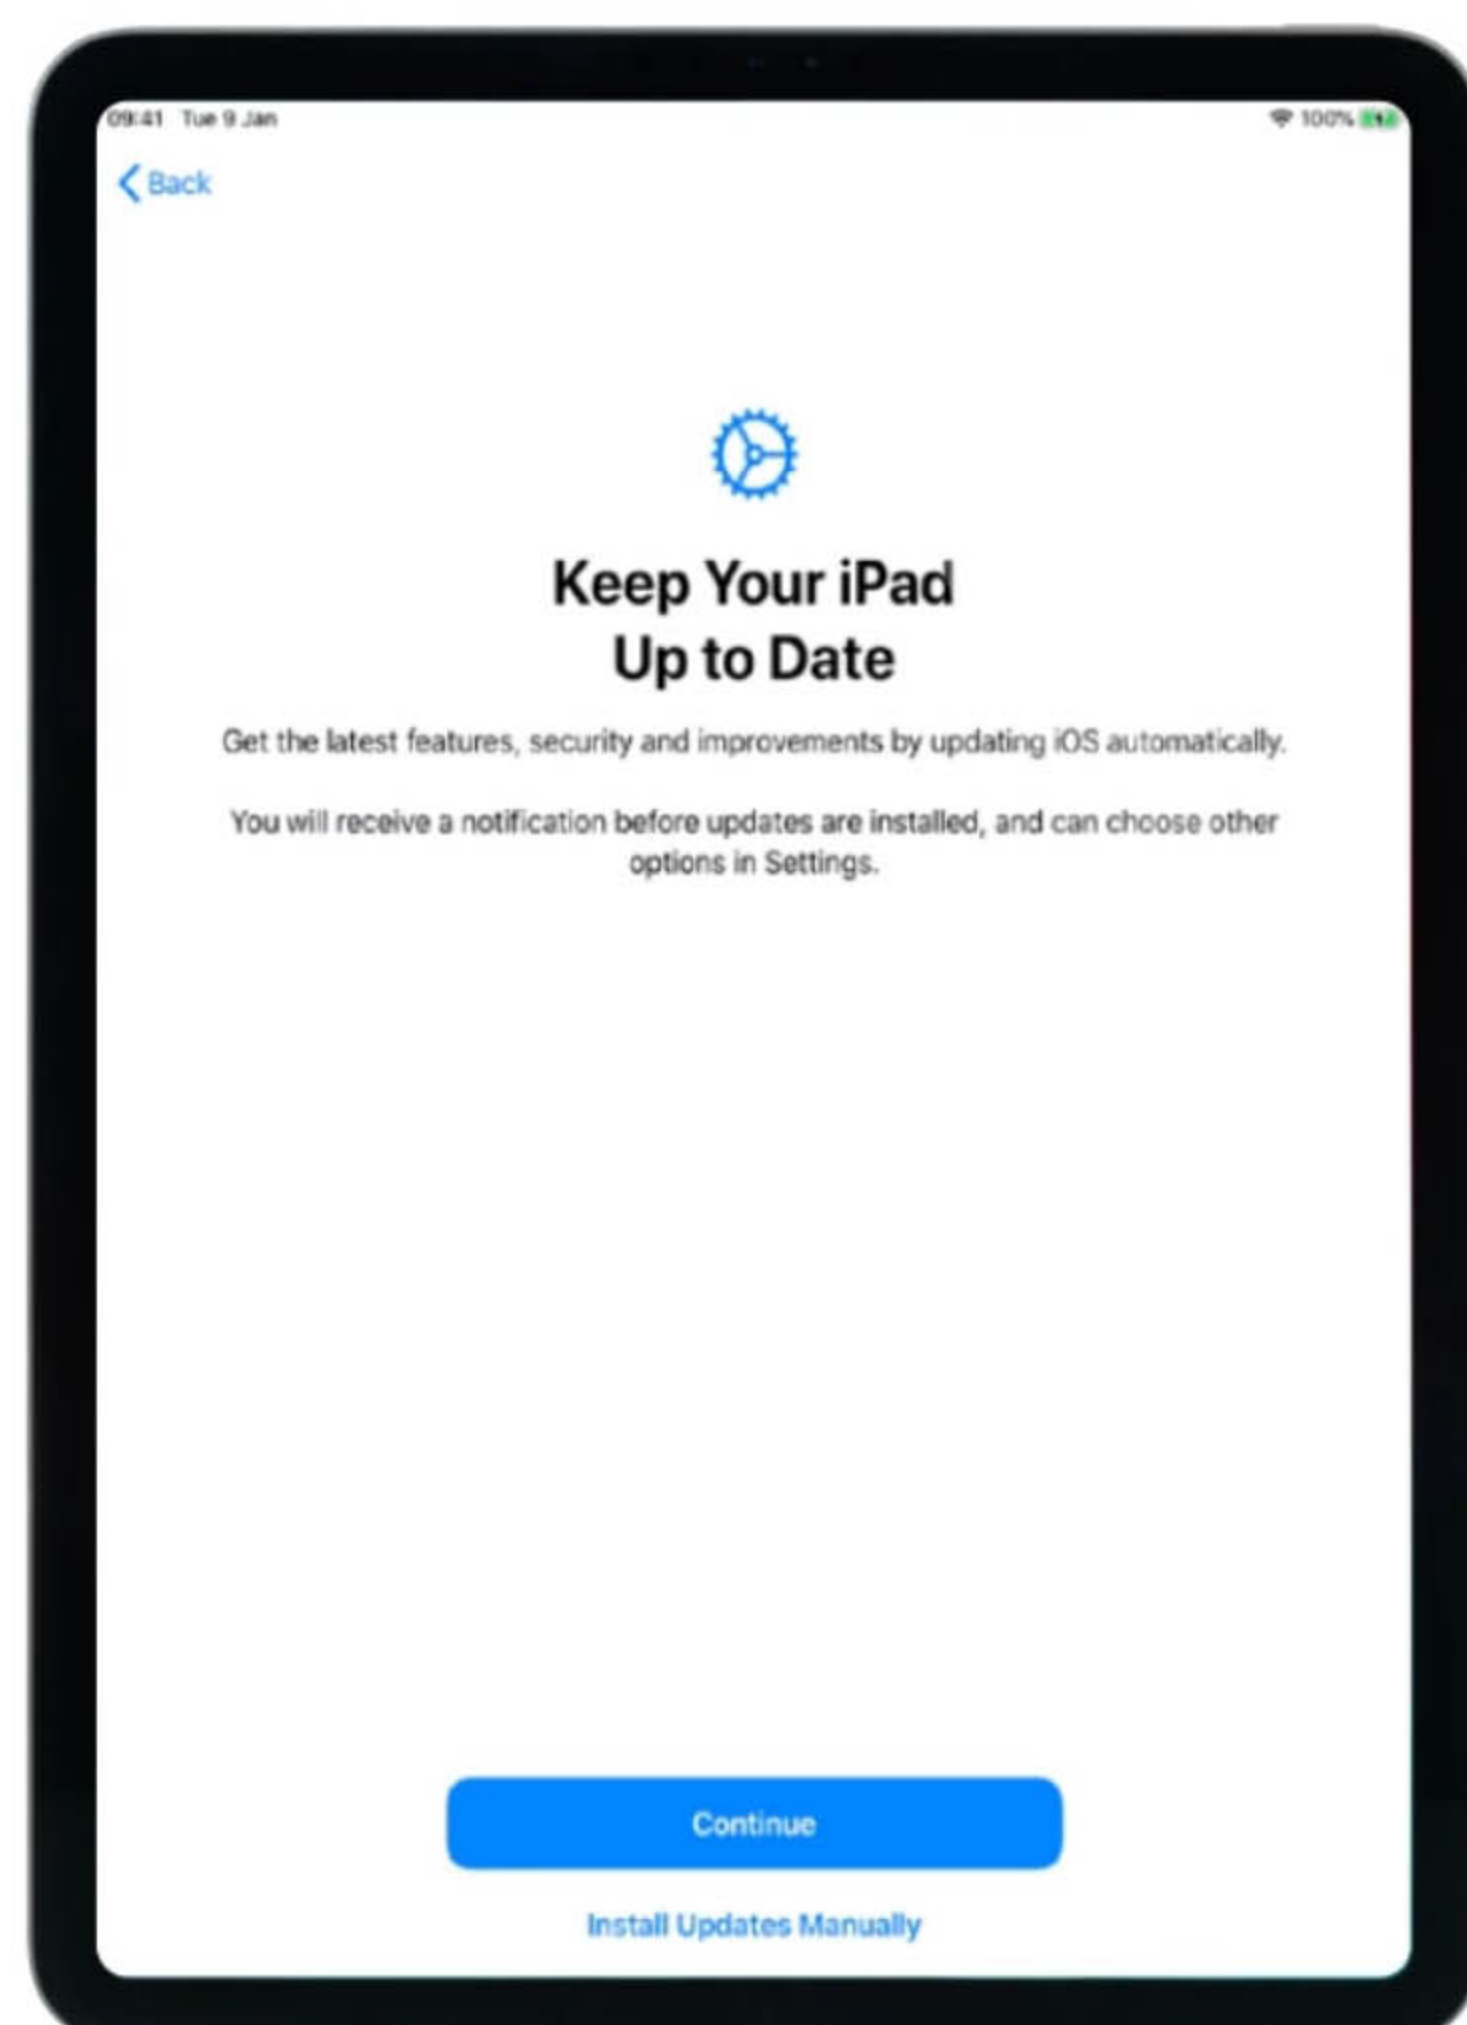 09:41 Tue 9 Jan
100%
Back
Keep Your iPad
Up to Date
Get the latest features, security and improvements by updating iOS automatically.
You will receive a notification before updates are installed, and can choose other
options in Settings.
Continue
Install Updates Manually